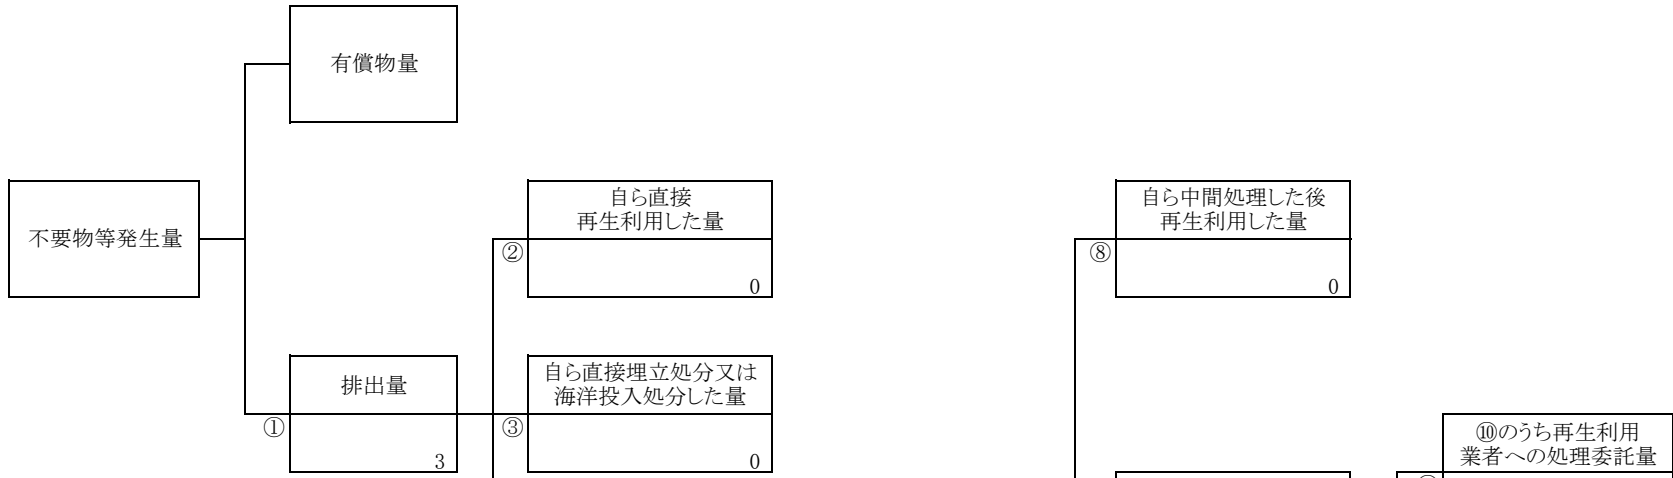 有償物量
不要物等発生量
自ら直接
再生利用した量
②
0
自ら中間処理した後
再生利用した量
⑧
0
排出量
①
3
自ら直接埋立処分又は
海洋投入処分した量
③
0
⑩のうち再生利用
業者への処理委託量